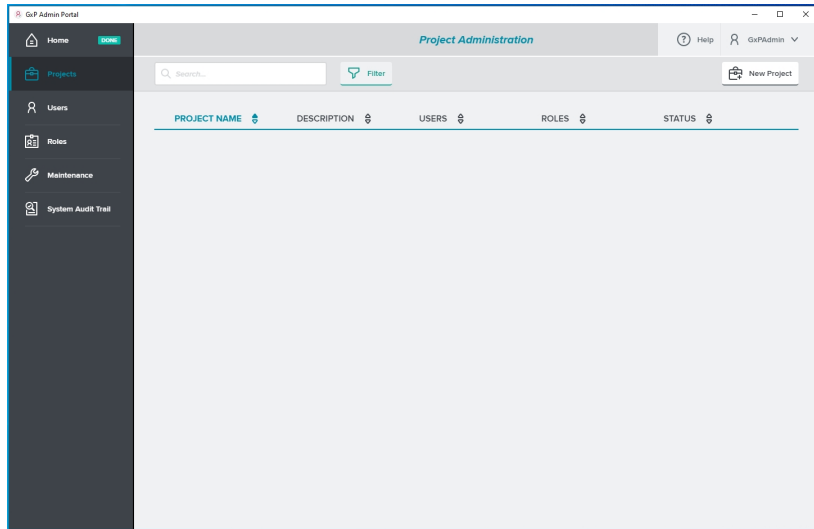 GxP Admin Portal
Home DONE
Project Administration
Help
GxPAdmin
Projects
Search...
Filter
New Project
Users
PROJECT NAME DESCRIPTION USERS ROLES STATUS
Roles
Maintenance
System Audit Trail